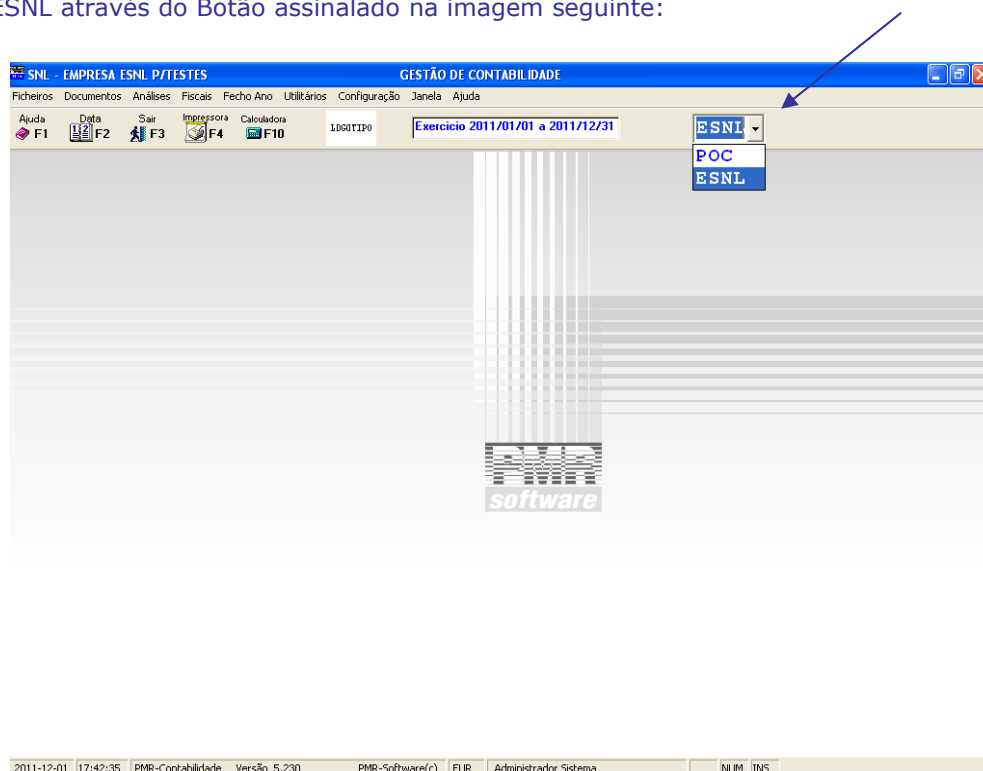 ESNL através do Botão assinalado na imagem seguinte:
SNL - EMPRESA ESNL P/TESTES GESTÃO DE CONTABILIDADE
Ficheiros Documentos Análises Fiscais Fecho Ano Utilitários Configuração Janela Ajuda
Ajuda Data Sair Impressora Calculadora
F1 F2 F3 F4 F10 LOGOTIPO Exercicio 2011/01/01 a 2011/12/31 ESNL
POC
ESNL
PMR
software
2011-12-01 17:42:35 PMR-Contabilidade Versão 5.230 PMR-Software(c) EUR Administrador Sistema NUM INS